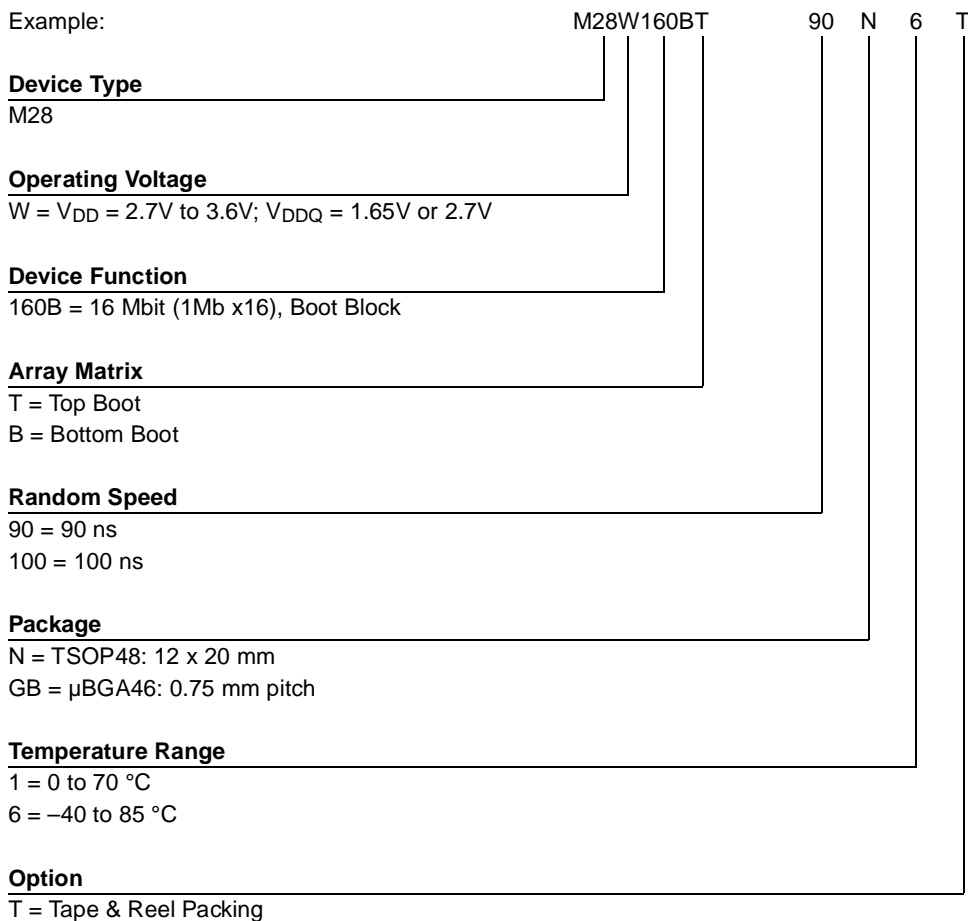 Example: M28W160BT 90 N 6 T
Device Type
M28
Operating Voltage
W = VDD = 2.7V to 3.6V; VDDQ = 1.65V or 2.7V
Device Function
160B = 16 Mbit (1Mb x16), Boot Block
Array Matrix
T = Top Boot
B = Bottom Boot
Random Speed
90 = 90 ns
100 = 100 ns
Package
N = TSOP48: 12 x 20 mm
GB = µBGA46: 0.75 mm pitch
Temperature Range
1 = 0 to 70 °C
6 = –40 to 85 °C
Option
T = Tape & Reel Packing